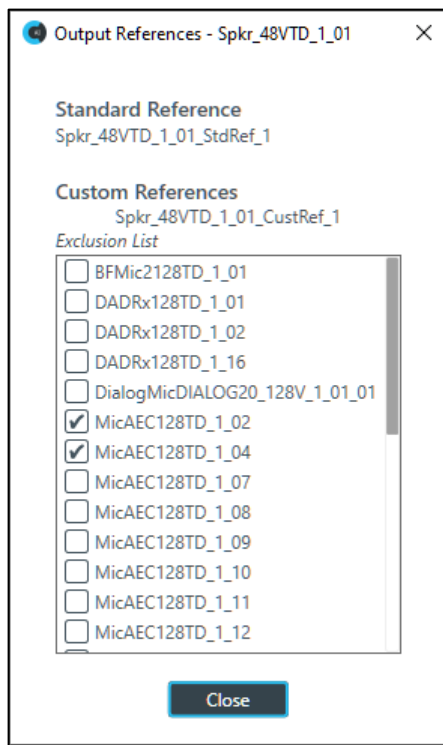 Output References - Spkr_48VTD_1_01
Standard Reference
Spkr_48VTD_1_01_StdRef_1
Custom References
Spkr_48VTD_1_01_CustRef_1
Exclusion List
BFMic2128TD_1_01
DADRx128TD_1_01
DADRx128TD_1_02
DADRx128TD_1_16
DialogMicDIALOG20_128V_1_01_01
MicAEC128TD_1_02
MicAEC128TD_1_04
MicAEC128TD_1_07
MicAEC128TD_1_08
MicAEC128TD_1_09
MicAEC128TD_1_10
MicAEC128TD_1_11
MicAEC128TD_1_12
Close